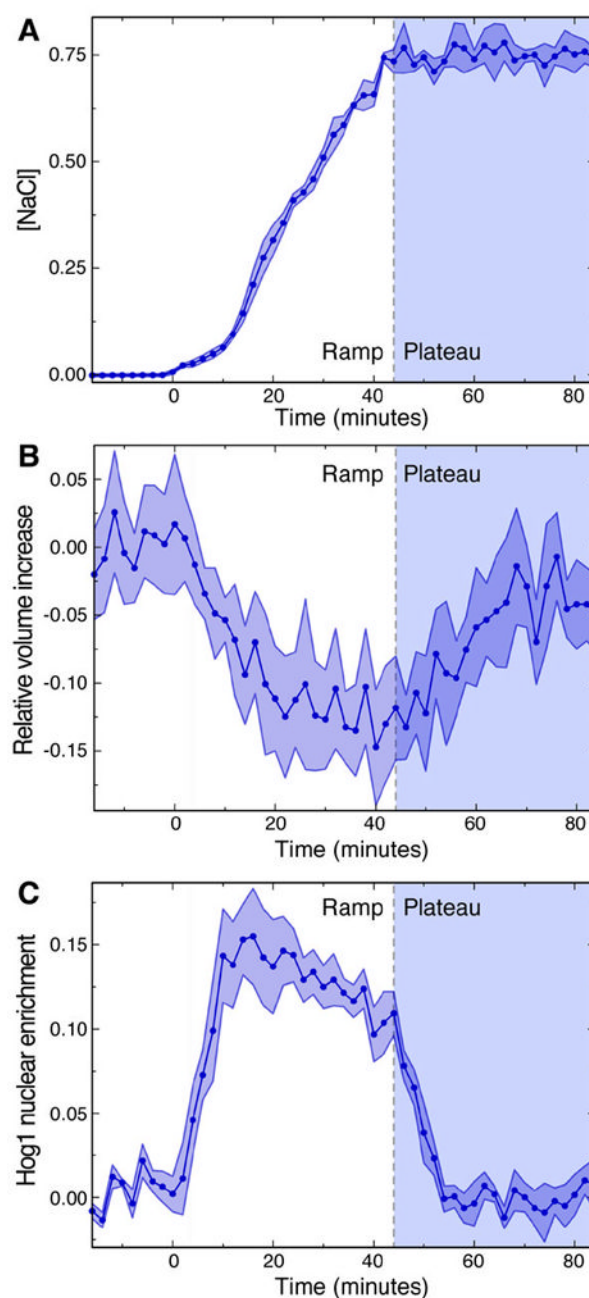 A
0.75
0.50
0.25
0.00
[NaCl]
Ramp Plateau
0 20 40 60 80
Time (minutes)
B
0.05
0.00
-0.05
-0.10
-0.15
Relative volume increase
Ramp Plateau
0 20 40 60 80
Time (minutes)
C
0.15
0.10
0.05
0.00
Hog1 nuclear enrichment
Ramp Plateau
0 20 40 60 80
Time (minutes)